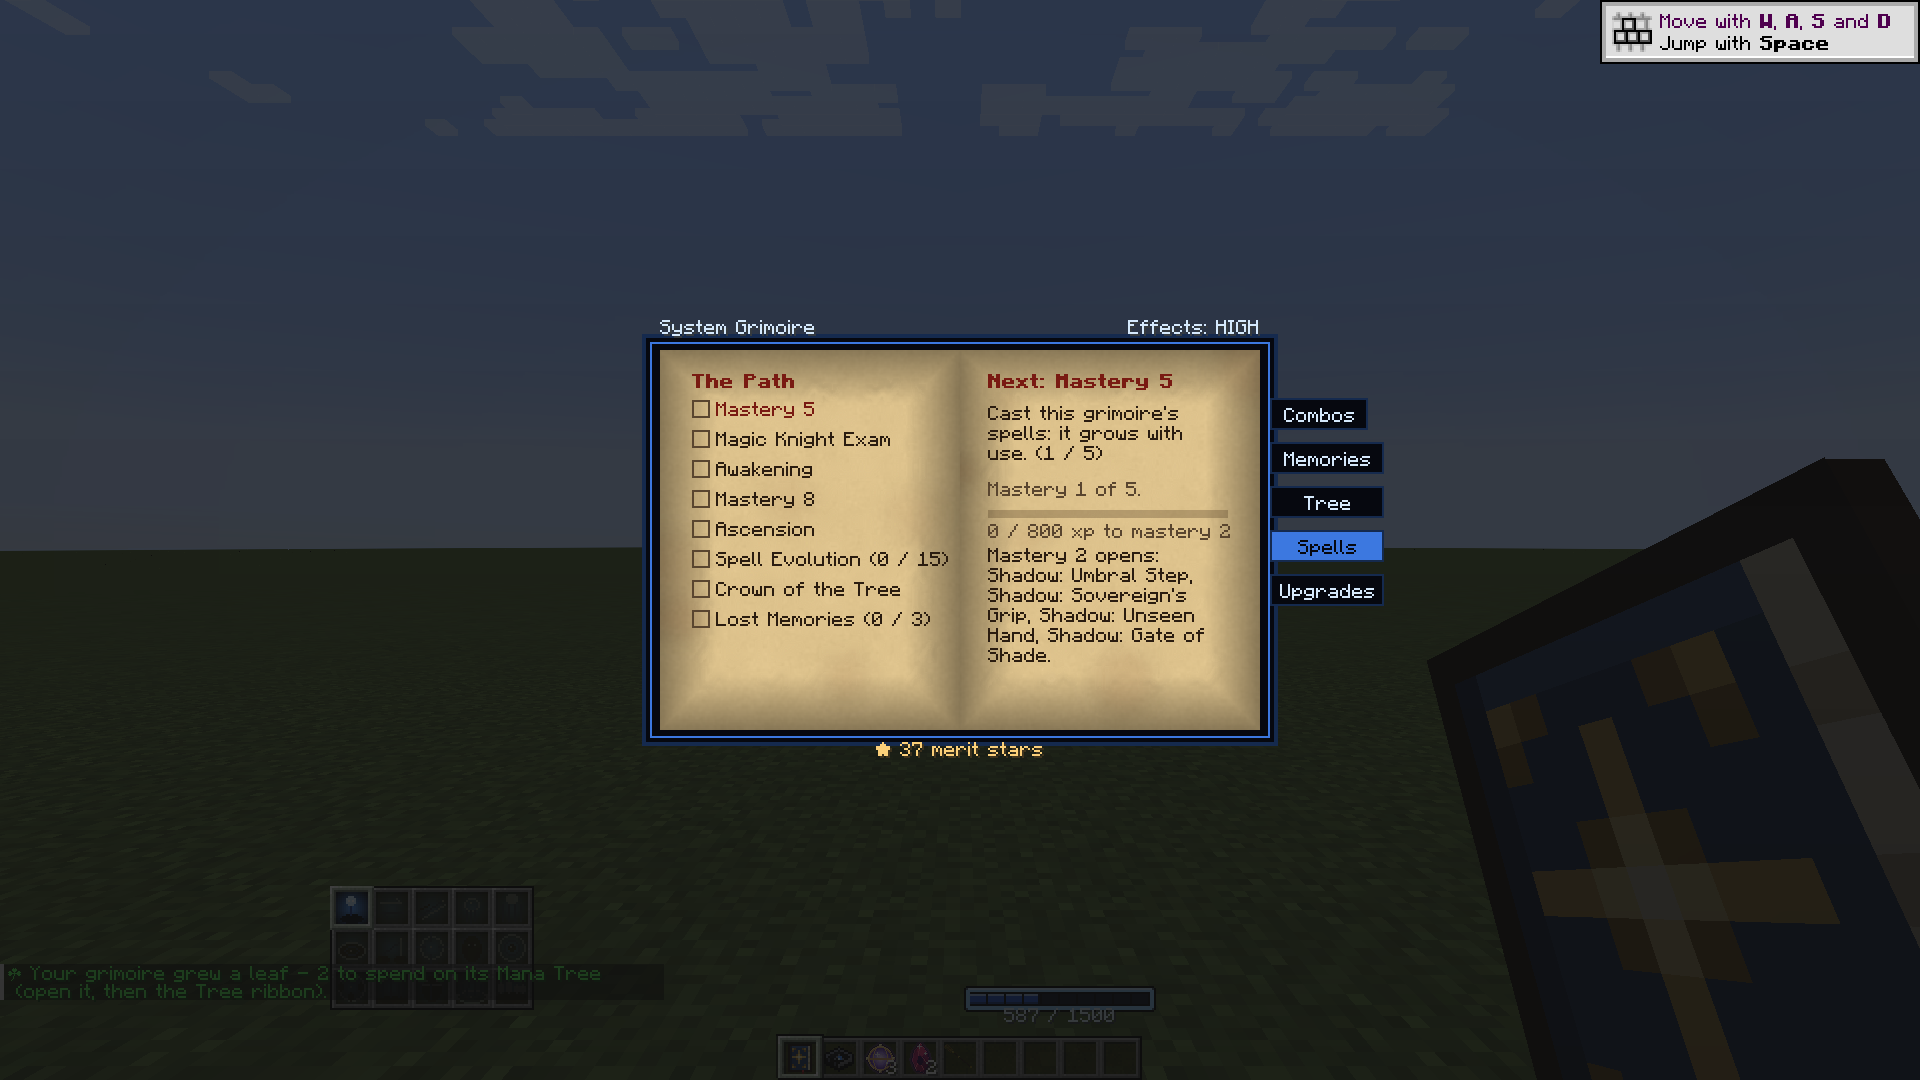 Move with W, A, S and D
Jump with Space
System Grimoire
Effects: HIGH
The Path
Mastery 5
Magic Knight Exam
Awakening
Mastery 8
Ascension
Spell Evolution (0 / 15)
Crown of the Tree
Lost Memories (0 / 3)
Next: Mastery 5
Cast this grimoire's
spells: it grows with
use. (1 / 5)
Mastery 1 of 5.
0 / 800 xp to mastery 2
Mastery 2 opens:
Shadow: Umbral Step,
Shadow: Sovereign's
Grip, Shadow: Unseen
Hand, Shadow: Gate of
Shade.
Combos
Memories
Tree
Spells
Upgrades
37 merit stars
Your grimoire grew a leaf - 2 to spend on its Mana Tree
(open it, then the Tree ribbon).
587 / 1500
3
2